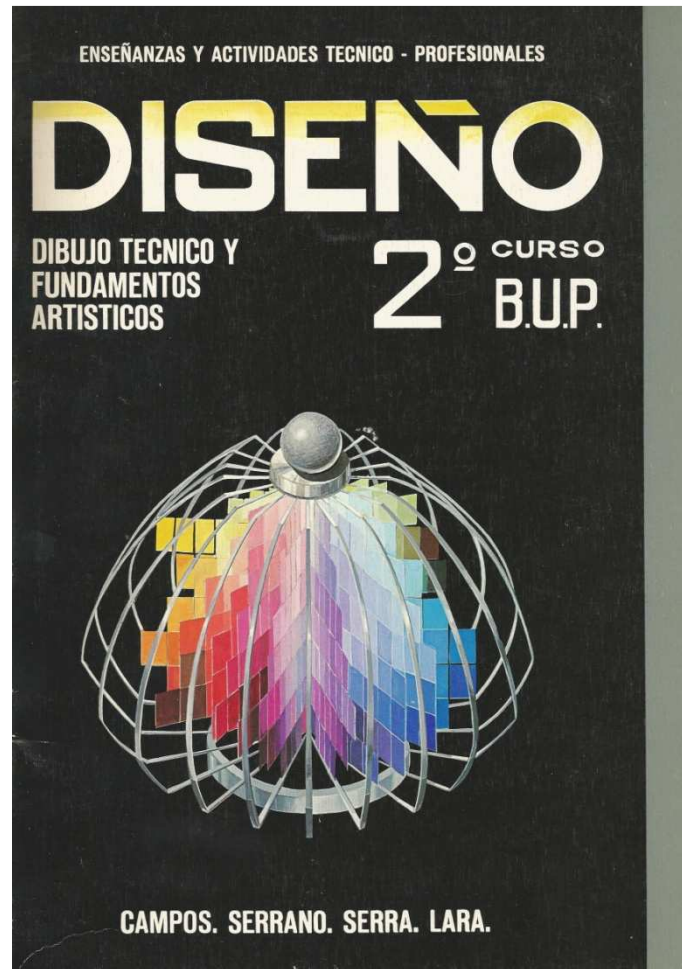 ENSEÑANZAS Y ACTIVIDADES TECNICO - PROFESIONALES
DISEÑO
DIBUJO TECNICO Y
FUNDAMENTOS
ARTISTICOS
2º CURSO
B.U.P.
CAMPOS. SERRANO. SERRA. LARA.